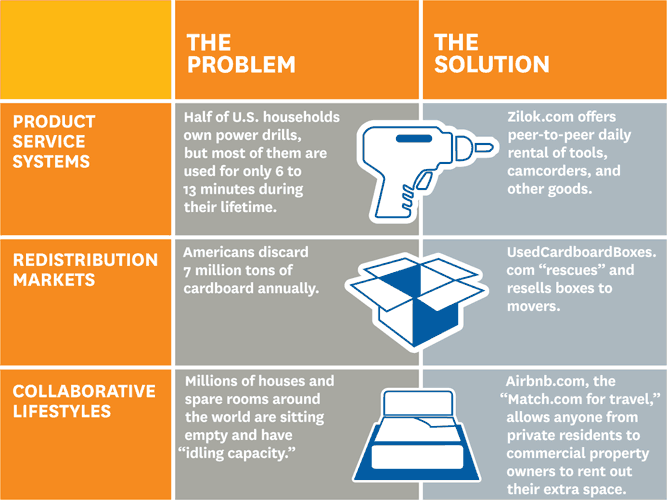 THE
PROBLEM
THE
SOLUTION
PRODUCT
SERVICE
SYSTEMS
Half of U.S. households
own power drills,
but most of them are
used for only 6 to
13 minutes during
their lifetime.
Zilok.com offers
peer-to-peer daily
rental of tools,
camcorders, and
other goods.
REDISTRIBUTION
MARKETS
Americans discard
7 million tons of
cardboard annually.
UsedCardboardBoxes.
com “rescues” and
resells boxes to
movers.
COLLABORATIVE
LIFESTYLES
Millions of houses and
spare rooms around
the world are sitting
empty and have
“idling capacity.”
Airbnb.com, the
“Match.com for travel,”
allows anyone from
private residents to
commercial property
owners to rent out
their extra space.